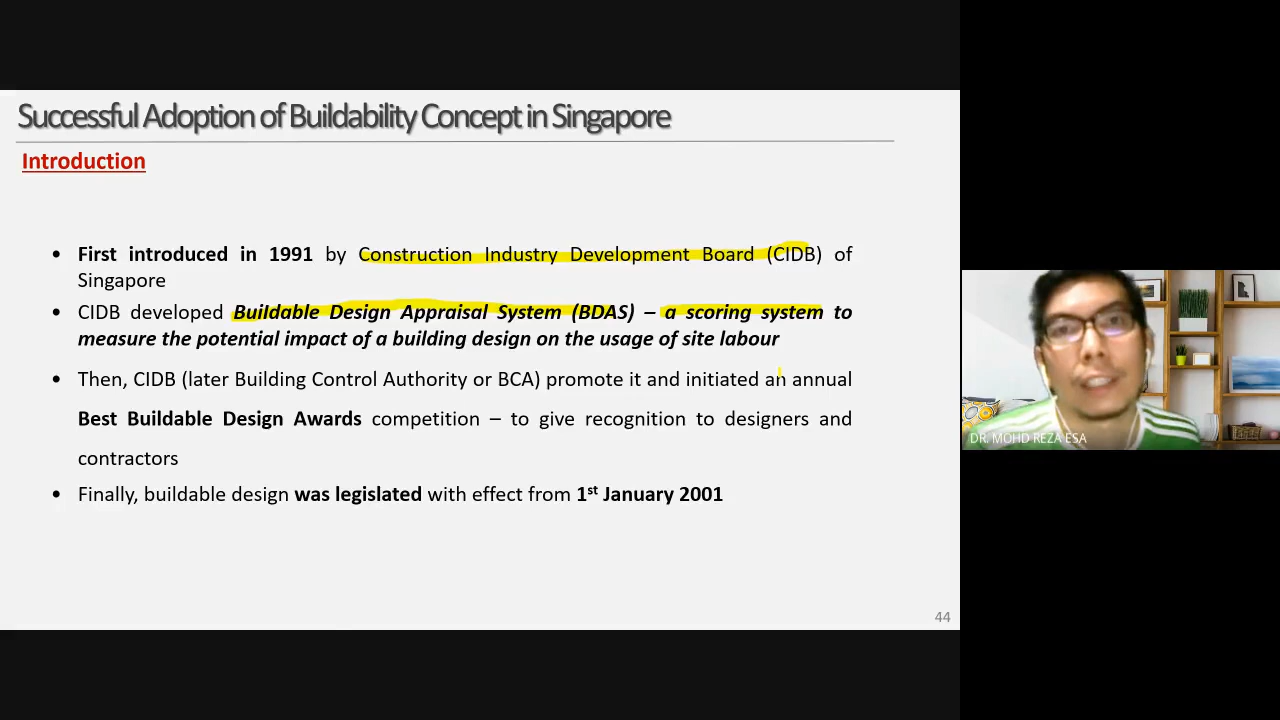 Successful Adoption of Buildability Concept in Singapore
Introduction
• First introduced in 1991 by Construction Industry Development Board (CIDB) of
Singapore
• CIDB developed Buildable Design Appraisal System (BDAS) – a scoring system to
measure the potential impact of a building design on the usage of site labour
• Then, CIDB (later Building Control Authority or BCA) promote it and initiated an annual
Best Buildable Design Awards competition – to give recognition to designers and
contractors
• Finally, buildable design was legislated with effect from 1st January 2001
44
DR. MOHD REZA ESA